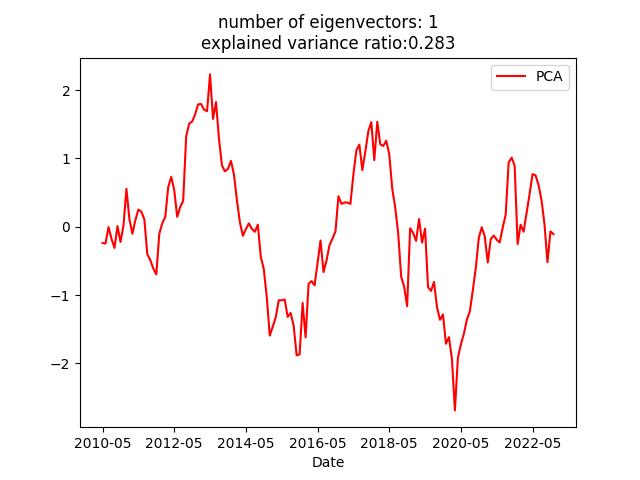 number of eigenvectors: 1
explained variance ratio:0.283
PCA
2
1
0
−1
−2
2010-05 2012-05 2014-05 2016-05 2018-05 2020-05 2022-05
Date